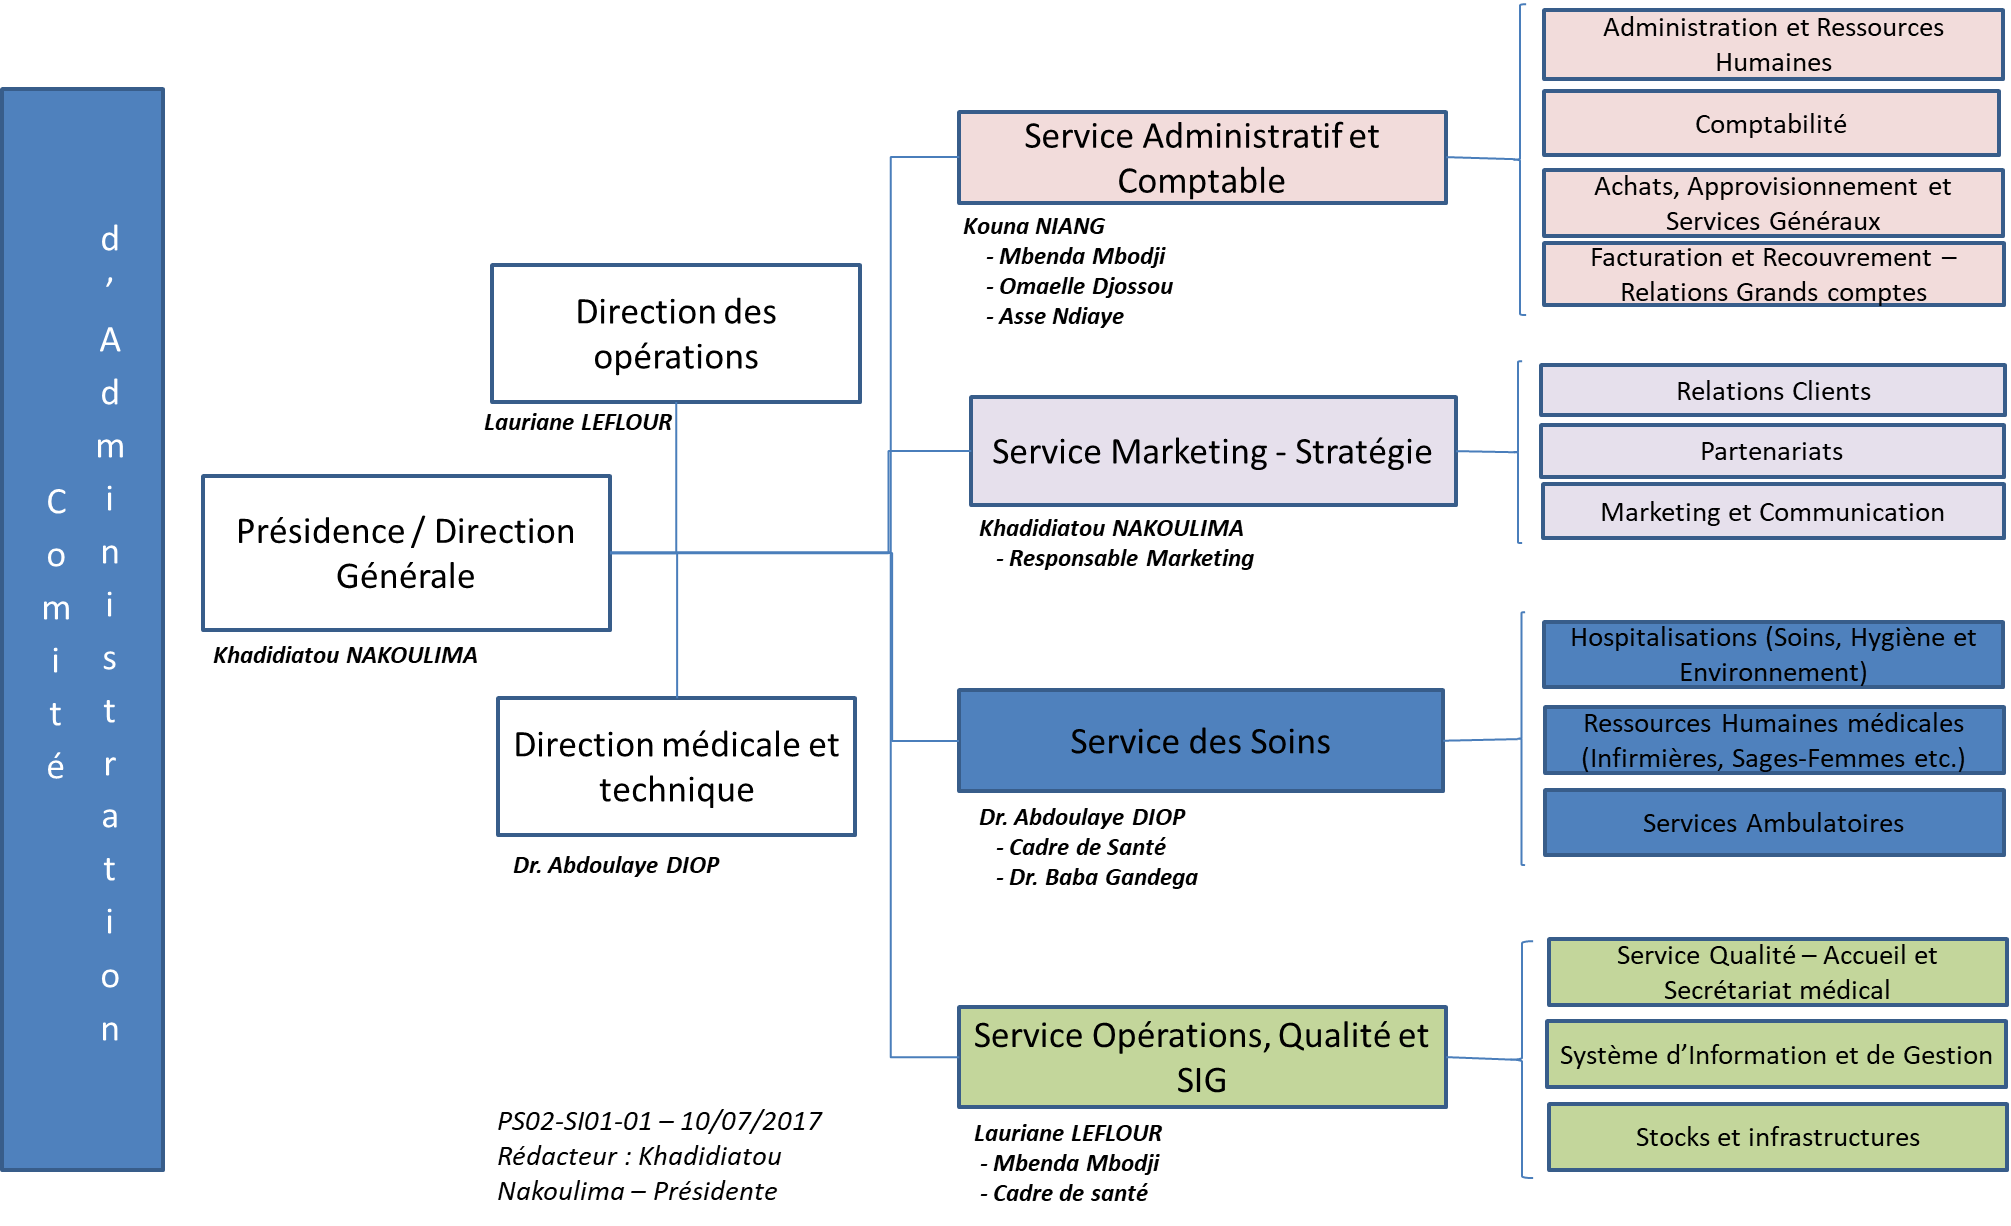 Comité
d’Administration
Présidence / Direction
Générale
Khadidiatou NAKOULIMA
Direction des
opérations
Lauriane LEFLOUR
Direction médicale et
technique
Dr. Abdoulaye DIOP
Service Administratif et
Comptable
Kouna NIANG
- Mbenda Mbodji
- Omaelle Djossou
- Asse Ndiaye
Administration et Ressources
Humaines
Comptabilité
Achats, Approvisionnement et
Services Généraux
Facturation et Recouvrement –
Relations Grands comptes
Service Marketing - Stratégie
Khadidiatou NAKOULIMA
- Responsable Marketing
Relations Clients
Partenariats
Marketing et Communication
Service des Soins
Dr. Abdoulaye DIOP
- Cadre de Santé
- Dr. Baba Gandega
Hospitalisations (Soins, Hygiène et
Environnement)
Ressources Humaines médicales
(Infirmières, Sages-Femmes etc.)
Services Ambulatoires
Service Opérations, Qualité et
SIG
Lauriane LEFLOUR
- Mbenda Mbodji
- Cadre de santé
Service Qualité – Accueil et
Secrétariat médical
Système d’Information et de Gestion
Stocks et infrastructures
PS02-SI01-01 – 10/07/2017
Rédacteur : Khadidiatou
Nakoulima – Présidente